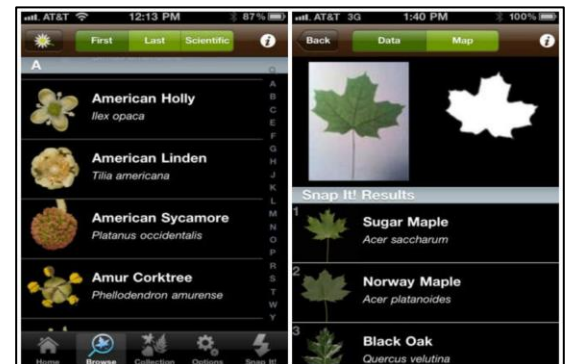 AT&T 12:13 PM 87%
First Last Scientific
A
American Holly
Ilex opaca
American Linden
Tilia americana
American Sycamore
Platanus occidentalis
Amur Corktree
Phellodendron amurense
Q
A
B
C
E
F
G
H
J
K
L
M
N
O
P
R
S
T
W
Y
Home Browse Collection Options Snap It!
AT&T 3G 1:40 PM 100%
Back Data Map
Snap It! Results
1
Sugar Maple
Acer saccharum
2
Norway Maple
Acer platanoides
3
Black Oak
Quercus velutina